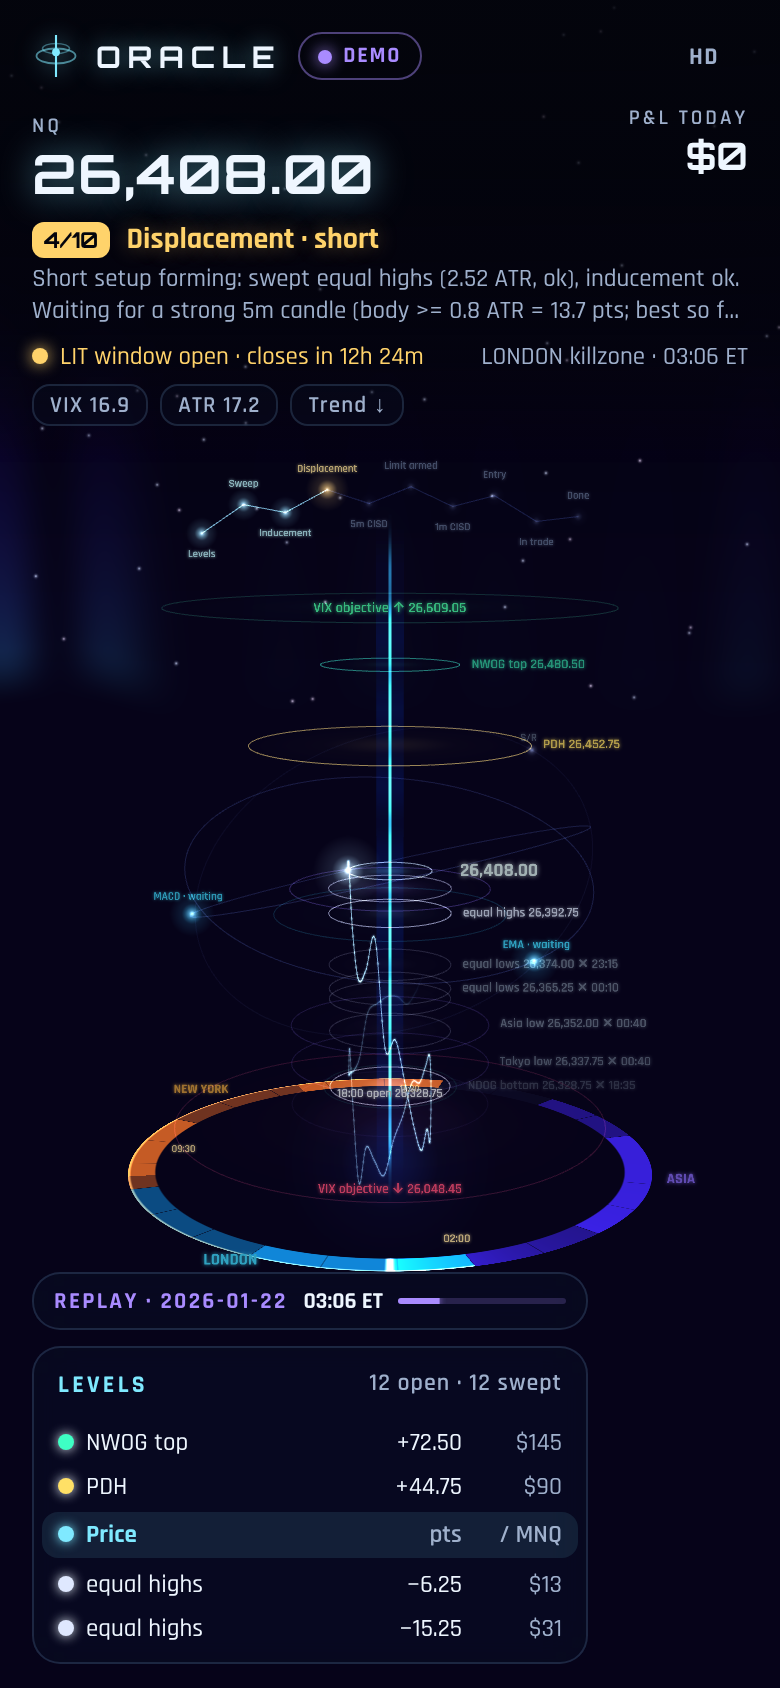 ORACLE
DEMO
HD
NQ
P&L TODAY
26,408.00
$0
4/10
Displacement · short
Short setup forming: swept equal highs (2.52 ATR, ok), inducement ok.
Waiting for a strong 5m candle (body >= 0.8 ATR = 13.7 pts; best so f...
LIT window open · closes in 12h 24m
LONDON killzone · 03:06 ET
VIX 16.9
ATR 17.2
Trend ↓
Limit armed
Displacement
Entry
Sweep
Done
5m CISD
1m CISD
Inducement
In trade
Levels
VIX objective ↑ 26,609.05
NWOG top 26,480.50
S/R
PDH 26,452.75
26,408.00
MACD · waiting
equal highs 26,392.75
EMA · waiting
equal lows 26,374.00 ✕ 23:15
equal lows 26,365.25 ✕ 00:10
Asia low 26,352.00 ✕ 00:40
Tokyo low 26,337.75 ✕ 00:40
NDOG bottom 26,328.75 ✕ 18:35
NEW YORK
18:00 open 26,328.75
09:30
ASIA
VIX objective ↓ 26,048.45
02:00
LONDON
REPLAY · 2026-01-22 03:06 ET
LEVELS
12 open · 12 swept
NWOG top +72.50 $145
PDH +44.75 $90
Price pts / MNQ
equal highs −6.25 $13
equal highs −15.25 $31